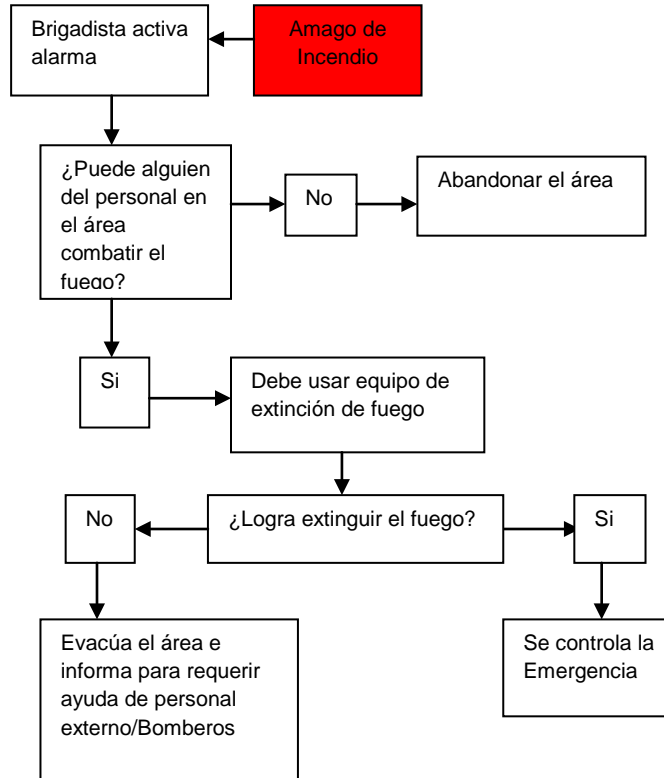 Brigadista activa
alarma
Amago de
Incendio
¿Puede alguien
del personal en
el área
combatir el
fuego?
No
Abandonar el área
Si
Debe usar equipo de
extinción de fuego
No
¿Logra extinguir el fuego?
Si
Evacúa el área e
informa para requerir
ayuda de personal
externo/Bomberos
Se controla la
Emergencia